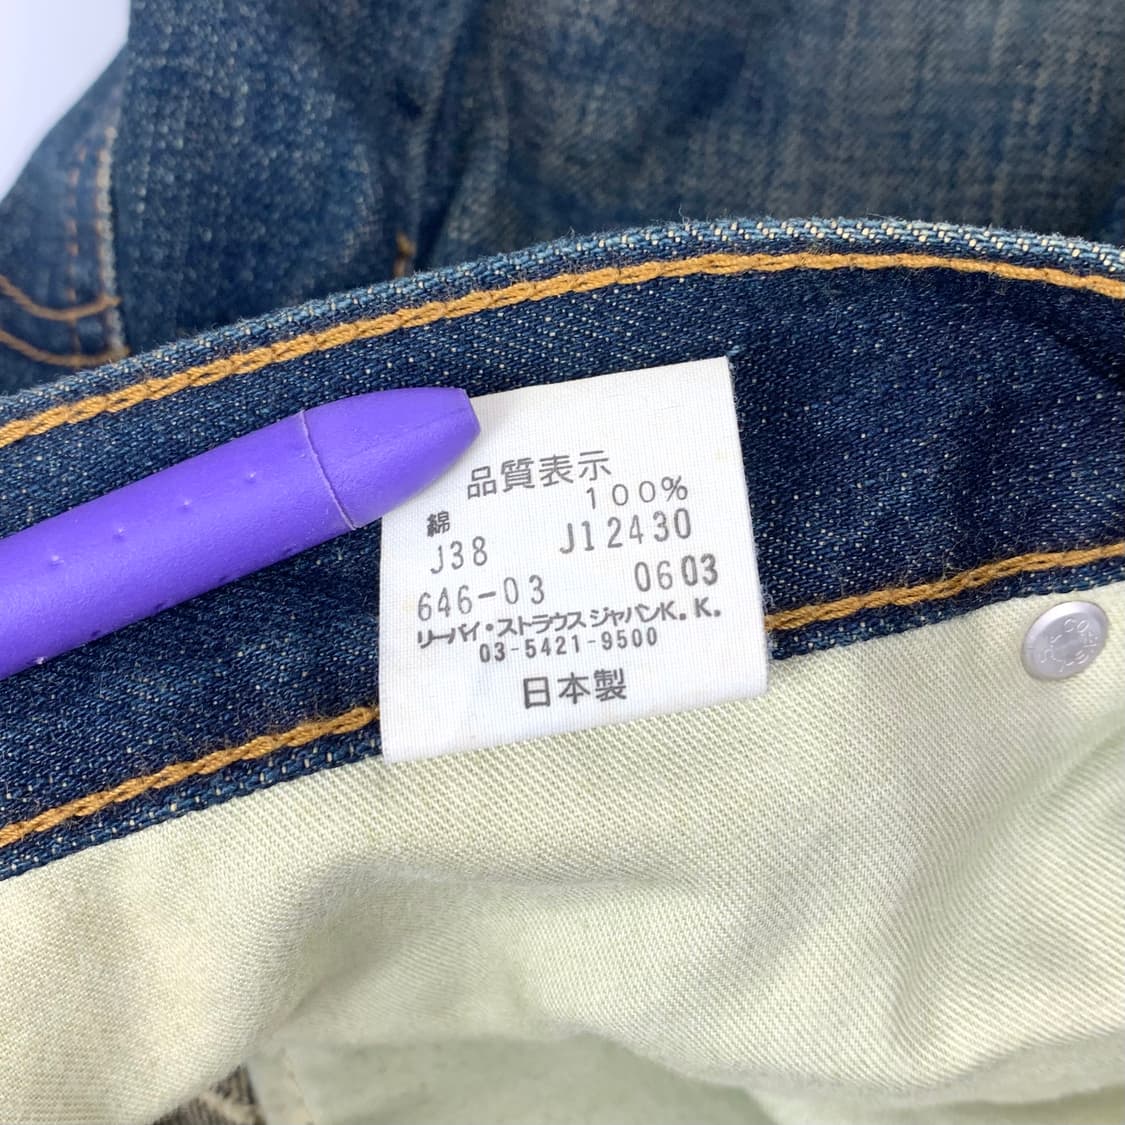 品質表示
綿 100%
J38 J12430
646-03 0603
リーバイ・ストラウス ジャパンK.K.
03-5421-9500
日本製